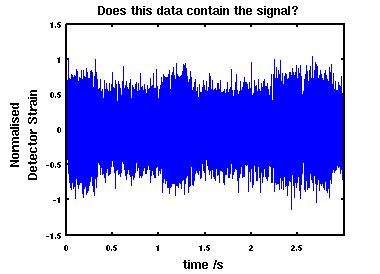 Does this data contain the signal?
1.5
1
0.5
0
-0.5
-1
-1.5
Normalised
Detector Strain
0 0.5 1 1.5 2 2.5
time /s